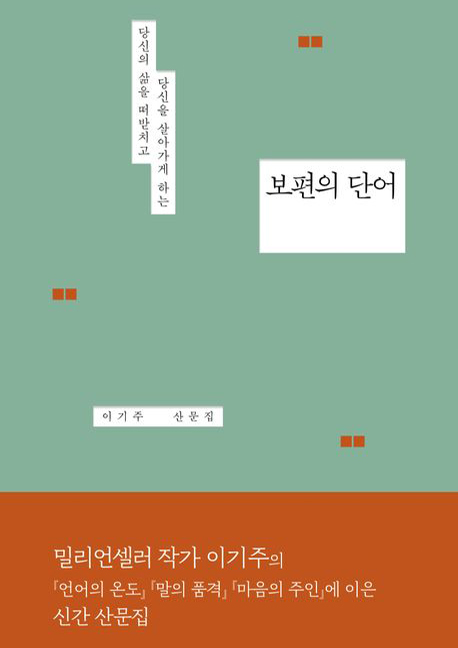 당신의 삶을 떠받치고
당신을 살아가게 하는
보편의 단어
이기주 산문집
밀리언셀러 작가 이기주의
『언어의 온도』『말의 품격』『마음의 주인』에 이은
신간 산문집